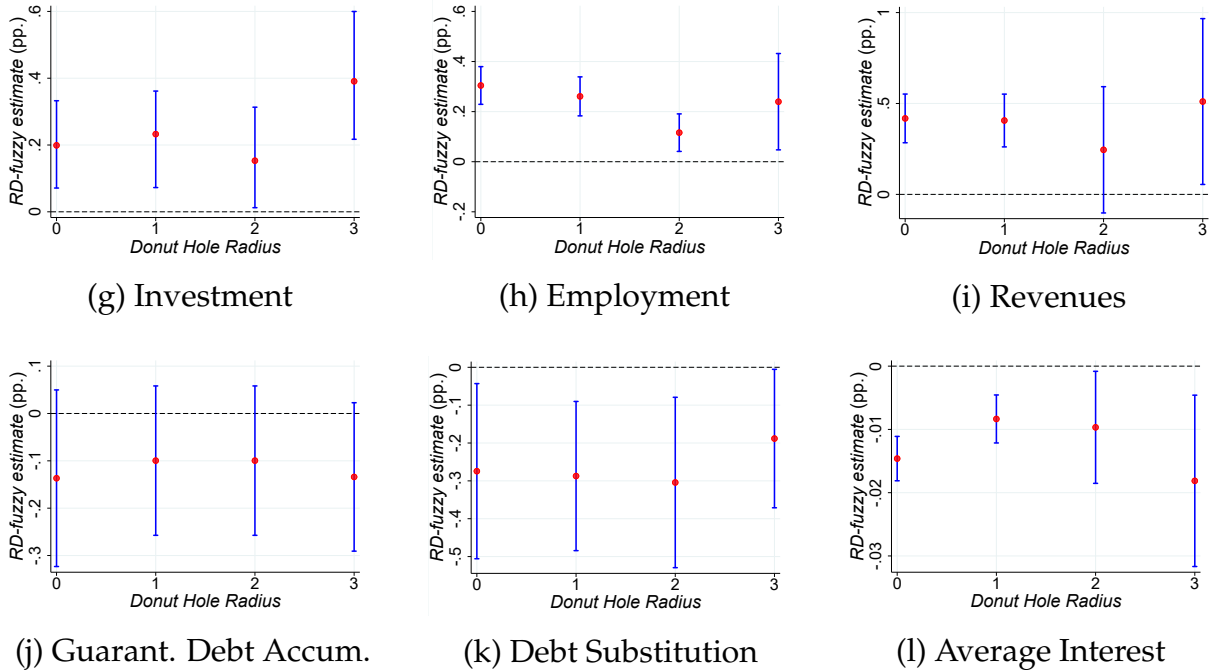 RD-fuzzy estimate (pp.)
.6
.4
.2
0
0 1 2 3
Donut Hole Radius
(g) Investment
RD-fuzzy estimate (pp.)
.6
.4
.2
0
-.2
0 1 2 3
Donut Hole Radius
(h) Employment
RD-fuzzy estimate (pp.)
1
.5
0
0 1 2 3
Donut Hole Radius
(i) Revenues
RD-fuzzy estimate (pp.)
.1
0
-.1
-.2
-.3
0 1 2 3
Donut Hole Radius
(j) Guarant. Debt Accum.
RD-fuzzy estimate (pp.)
0
-.1
-.2
-.3
-.4
-.5
0 1 2 3
Donut Hole Radius
(k) Debt Substitution
RD-fuzzy estimate (pp.)
0
-.01
-.02
-.03
0 1 2 3
Donut Hole Radius
(l) Average Interest